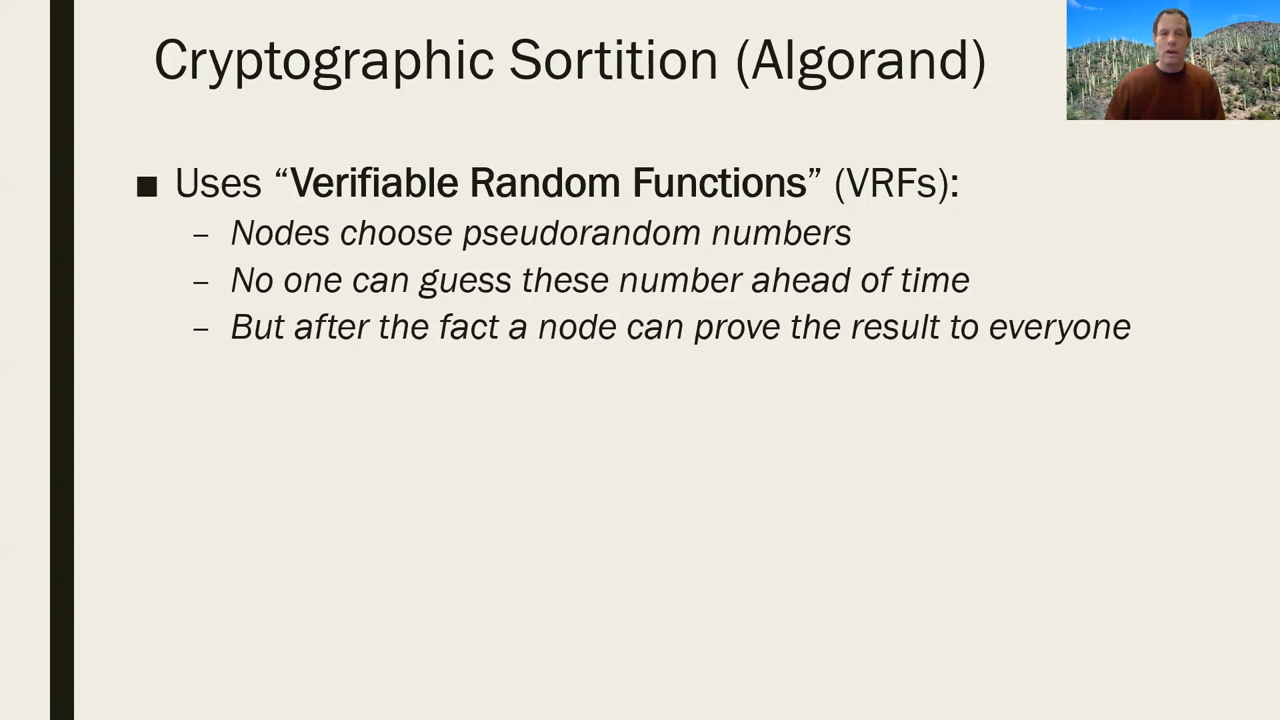 Cryptographic Sortition (Algorand)
■ Uses “Verifiable Random Functions” (VRFs):
– Nodes choose pseudorandom numbers
– No one can guess these number ahead of time
– But after the fact a node can prove the result to everyone